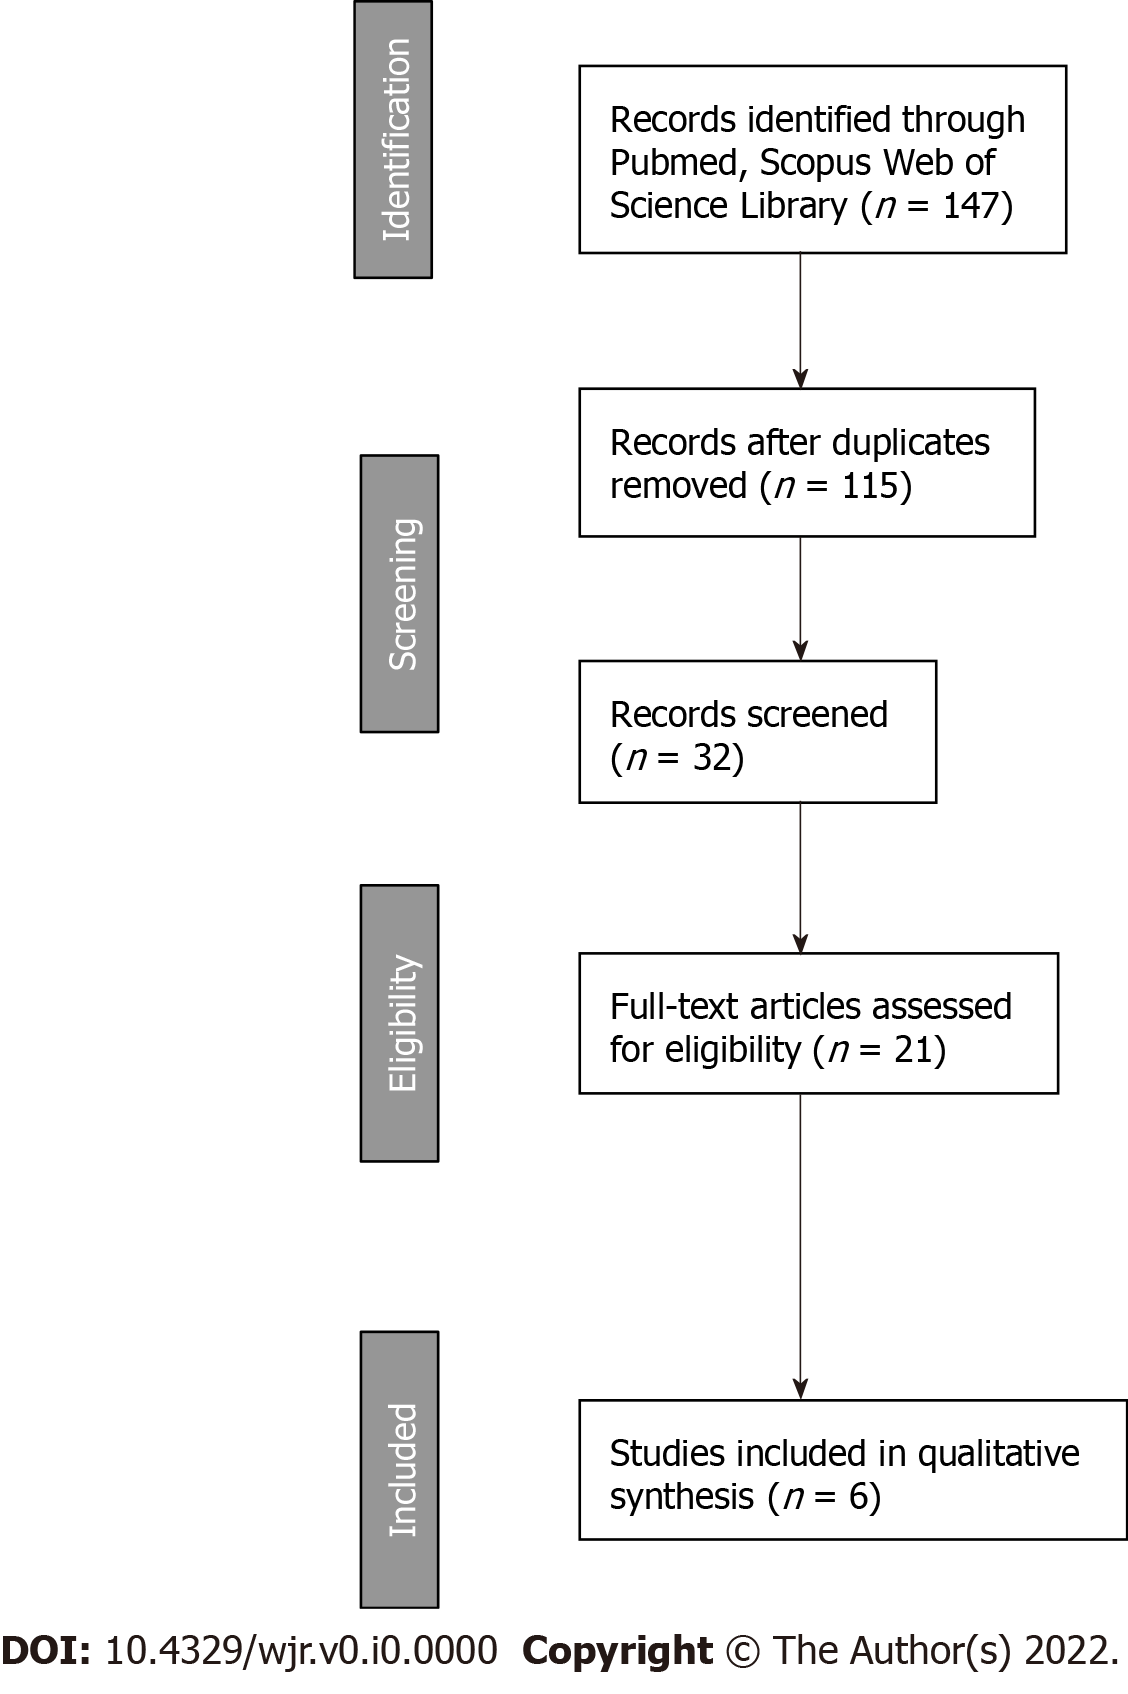 Identification
Records identified through
Pubmed, Scopus Web of
Science Library (n = 147)
Records after duplicates
removed (n = 115)
Screening
Records screened
(n = 32)
Eligibility
Full-text articles assessed
for eligibility (n = 21)
Included
Studies included in qualitative
synthesis (n = 6)
DOI: 10.4329/wjr.v0.i0.0000 Copyright © The Author(s) 2022.